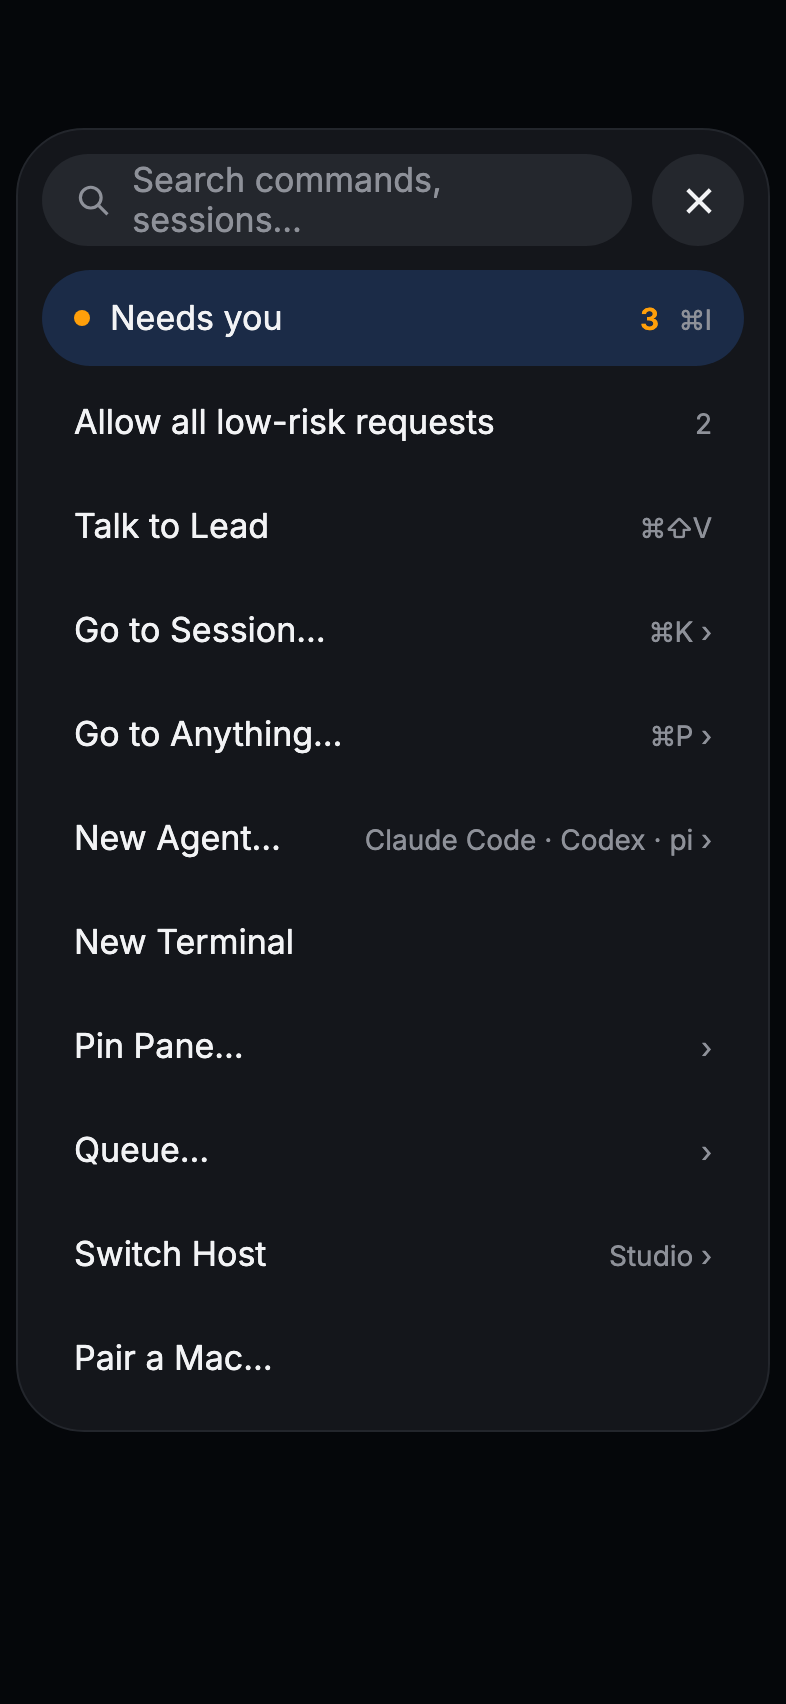 Search commands,
sessions...
Needs you 3 ⌘I
Allow all low-risk requests 2
Talk to Lead ⌘⇧V
Go to Session... ⌘K ›
Go to Anything... ⌘P ›
New Agent... Claude Code · Codex · pi ›
New Terminal
Pin Pane... ›
Queue... ›
Switch Host Studio ›
Pair a Mac...